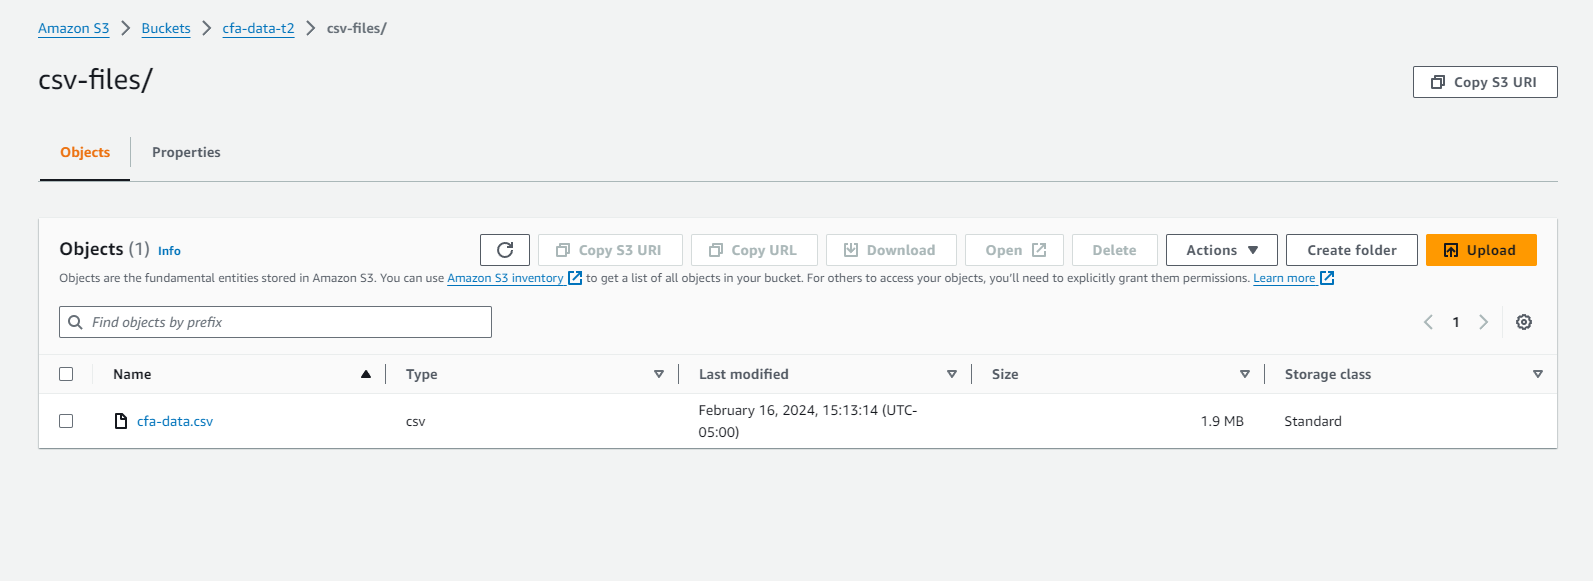 Amazon S3 > Buckets > cfa-data-t2 > csv-files/
csv-files/
Copy S3 URI
Objects Properties
Objects (1) Info
Copy S3 URI Copy URL Download Open Delete Actions Create folder Upload
Objects are the fundamental entities stored in Amazon S3. You can use Amazon S3 inventory to get a list of all objects in your bucket. For others to access your objects, you'll need to explicitly grant them permissions. Learn more
Find objects by prefix
1
Name Type Last modified Size Storage class
cfa-data.csv csv February 16, 2024, 15:13:14 (UTC-
05:00) 1.9 MB Standard